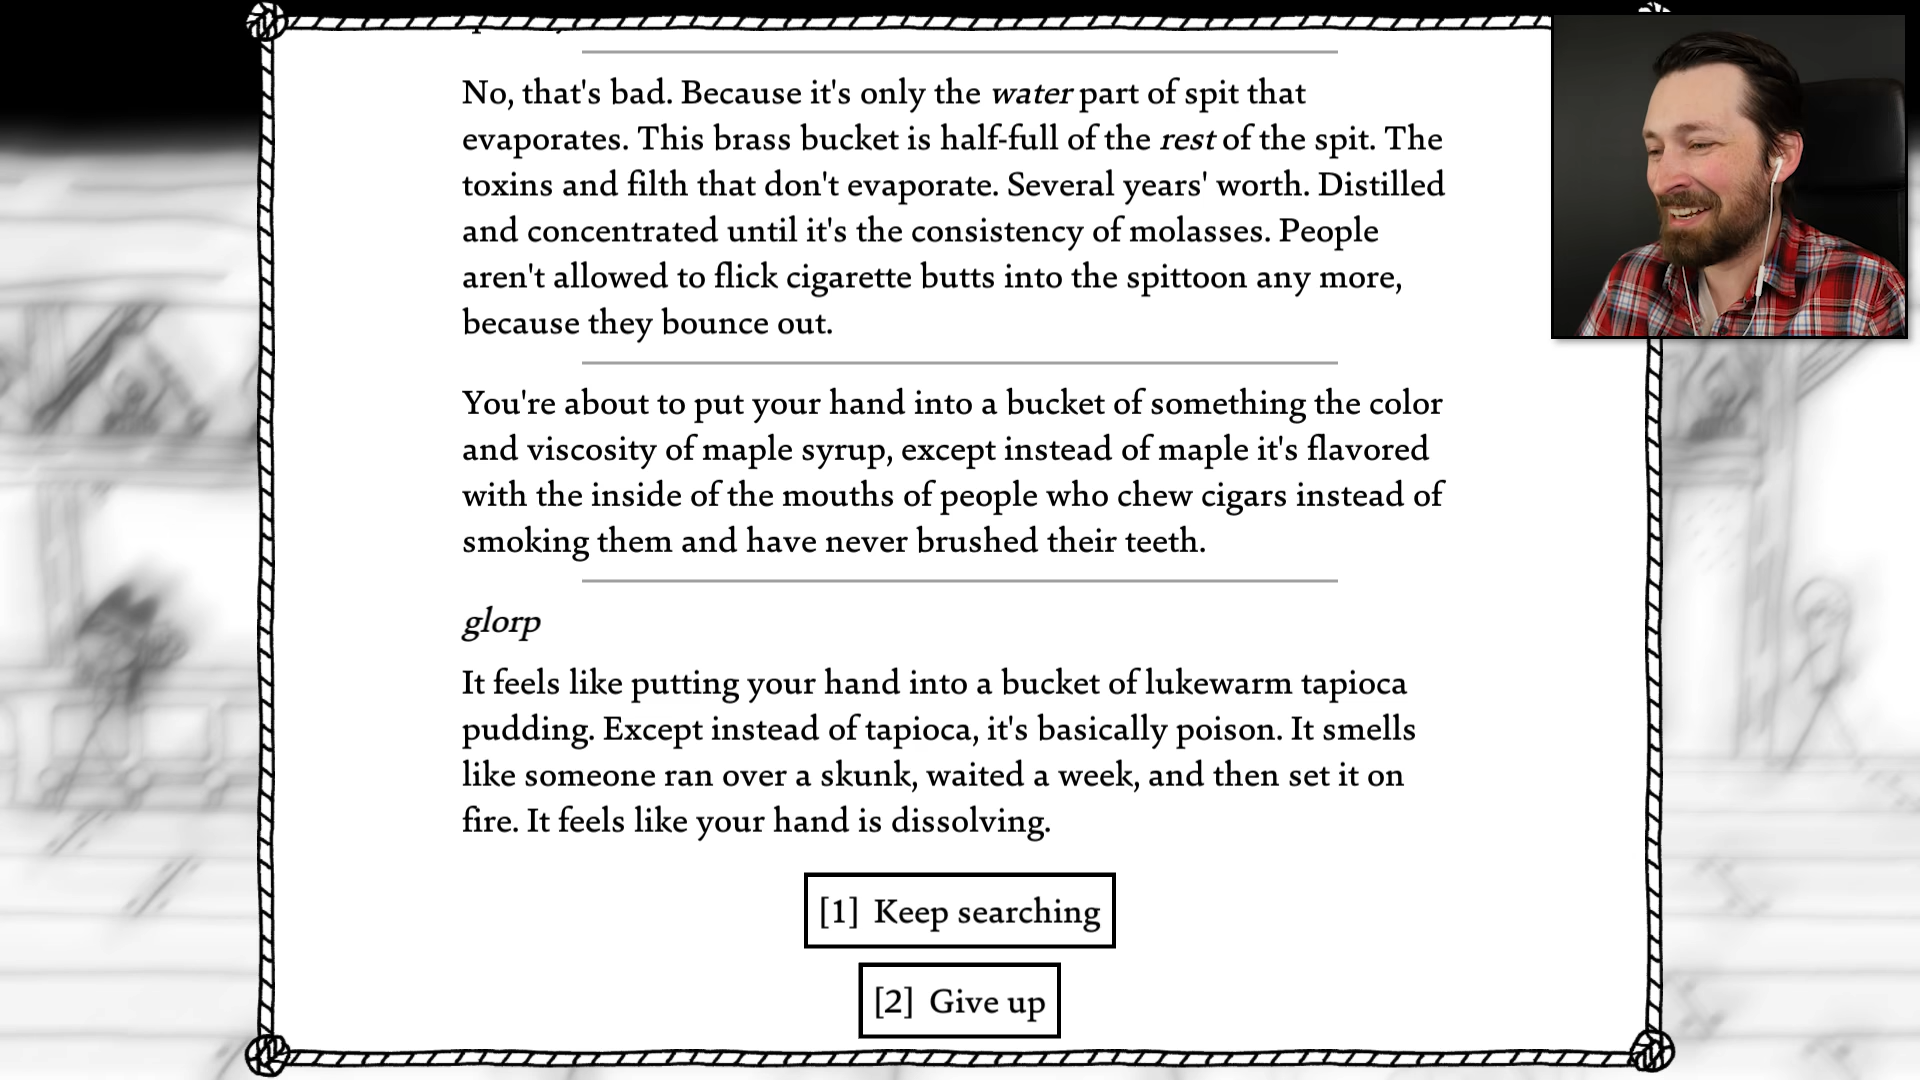 No, that's bad. Because it's only the water part of spit that
evaporates. This brass bucket is half-full of the rest of the spit. The
toxins and filth that don't evaporate. Several years' worth. Distilled
and concentrated until it's the consistency of molasses. People
aren't allowed to flick cigarette butts into the spittoon any more,
because they bounce out.
You're about to put your hand into a bucket of something the color
and viscosity of maple syrup, except instead of maple it's flavored
with the inside of the mouths of people who chew cigars instead of
smoking them and have never brushed their teeth.
glorp
It feels like putting your hand into a bucket of lukewarm tapioca
pudding. Except instead of tapioca, it's basically poison. It smells
like someone ran over a skunk, waited a week, and then set it on
fire. It feels like your hand is dissolving.
[1] Keep searching
[2] Give up